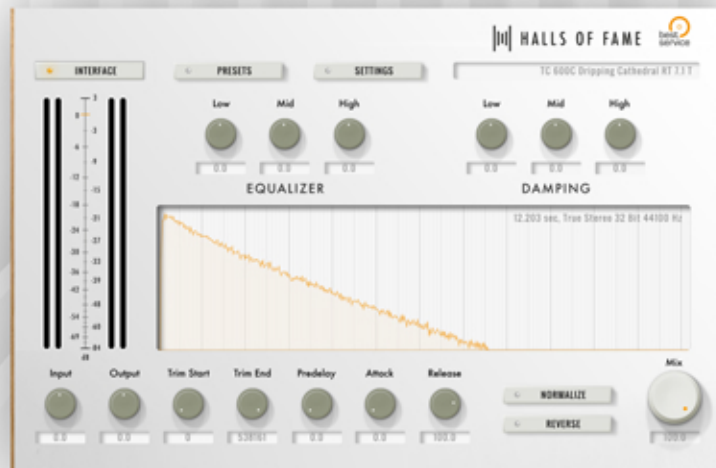 HALLS OF FAME
best
service
INTERFACE
PRESETS
SETTINGS
TC 600C Dripping Cathedral RT 7.1 T
Low Mid High
Low Mid High
0.0 0.0 0.0
0.0 0.0 0.0
EQUALIZER
DAMPING
12.203 sec, True Stereo 32 Bit 44100 Hz
dB
Input Output Trim Start Trim End Predelay Attack Release
Mix
NORMALIZE
REVERSE
0.0 0.0 0 538161 0.0 0.0 100.0
100.0